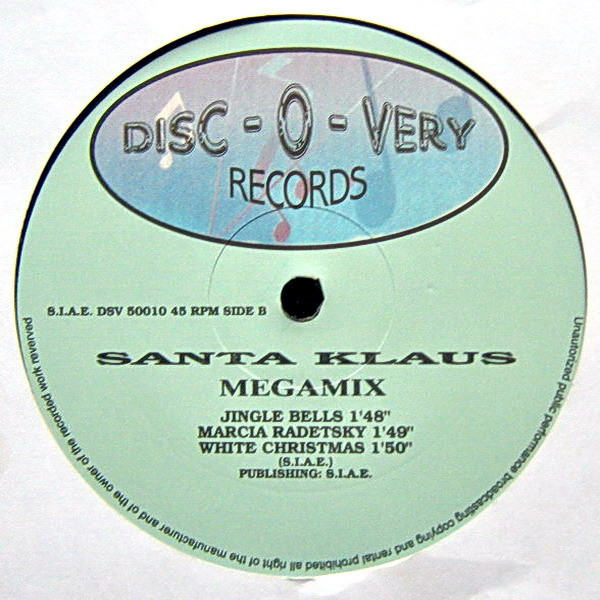 DISC - O - VERY
RECORDS
S.I.A.E. DSV 50010 45 RPM SIDE B
SANTA KLAUS
MEGAMIX
JINGLE BELLS 1'48"
MARCIA RADETSKY 1'49"
WHITE CHRISTMAS 1'50"
(S.I.A.E.)
PUBLISHING: S.I.A.E.
Unautorized public performance broadcasting copying and rental prohibited all right of the manufacturer and of the owner of the recorded work reserved